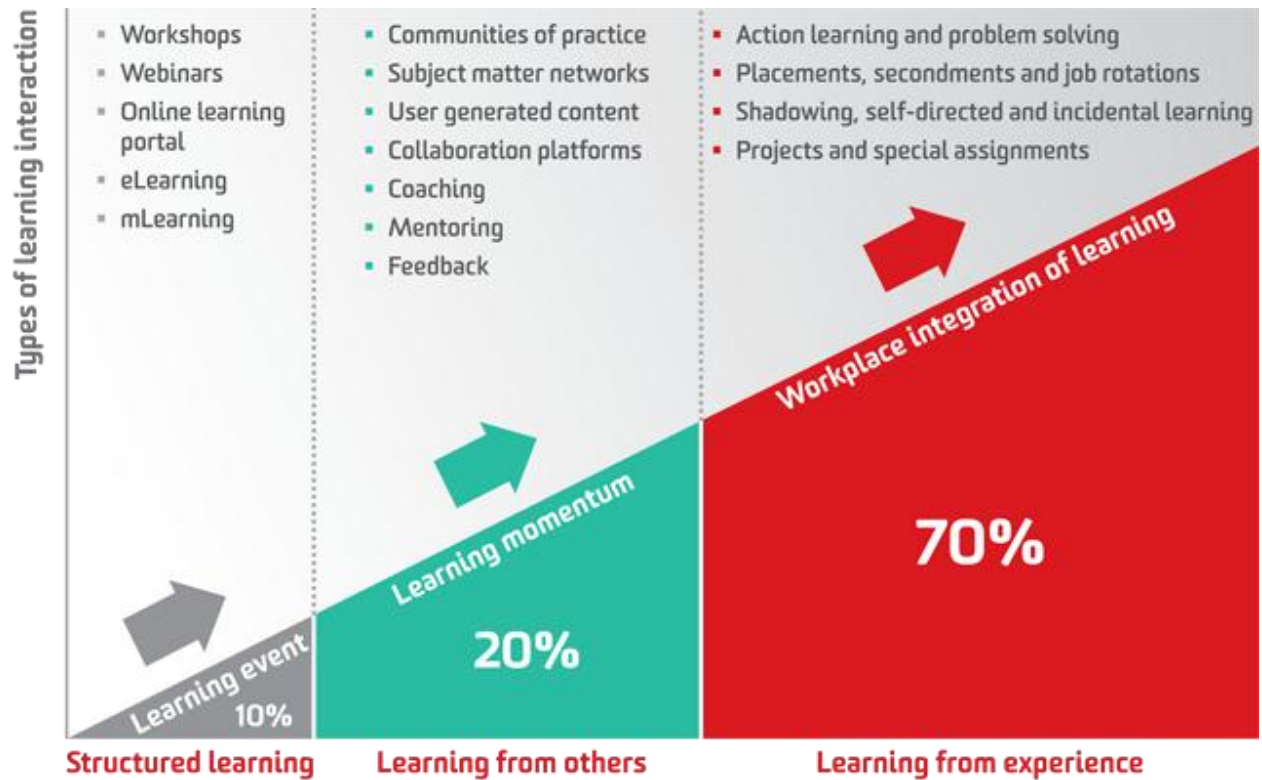 Types of learning interaction
Workshops
Webinars
Online learning
portal
eLearning
mLearning
Communities of practice
Subject matter networks
User generated content
Collaboration platforms
Coaching
Mentoring
Feedback
Action learning and problem solving
Placements, secondments and job rotations
Shadowing, self-directed and incidental learning
Projects and special assignments
Learning event
10%
Learning momentum
20%
Workplace integration of learning
70%
Structured learning
Learning from others
Learning from experience